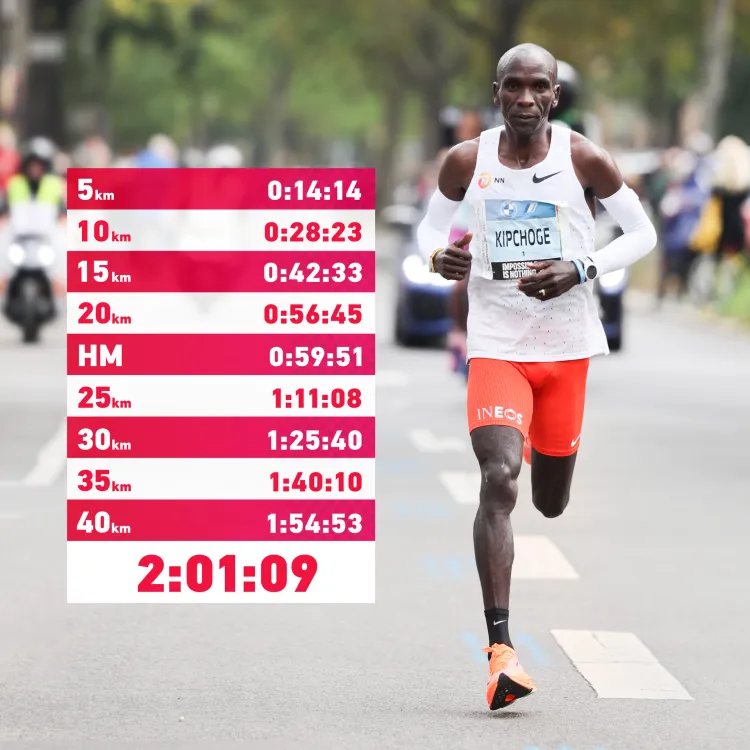 5km 0:14:14
10km 0:28:23
15km 0:42:33
20km 0:56:45
HM 0:59:51
25km 1:11:08
30km 1:25:40
35km 1:40:10
40km 1:54:53
2:01:09
NN
KIPCHOGE
1
IMPOSSIBLE
IS NOTHING
INEOS